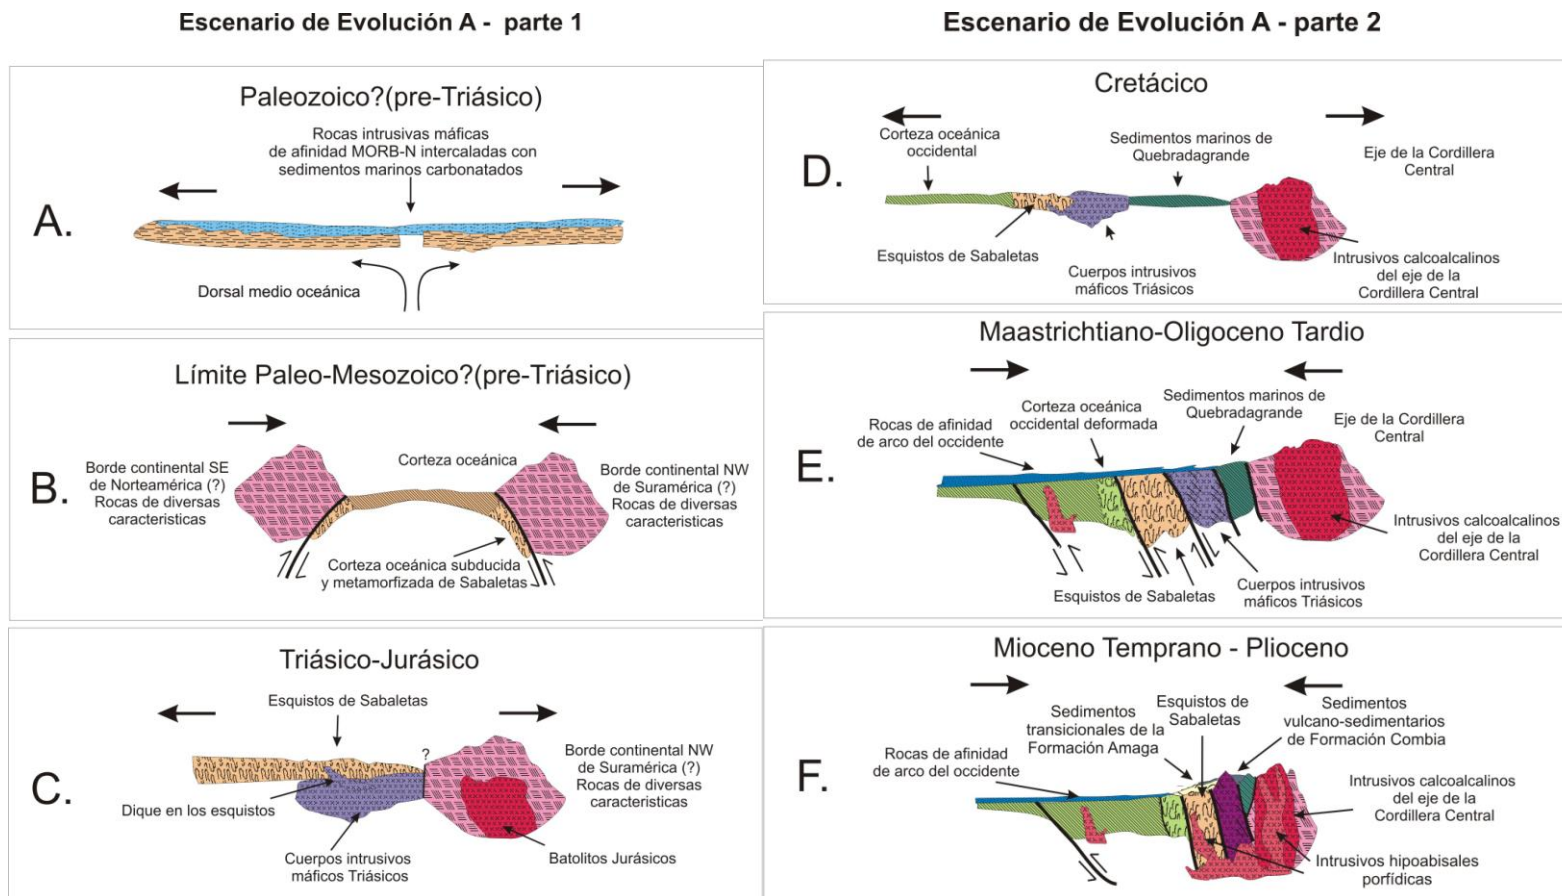 Escenario de Evolución A - parte 1
Paleozoico?(pre-Triásico)
Rocas intrusivas máficas
de afinidad MORB-N intercaladas con
sedimentos marinos carbonatados
A.
Dorsal medio oceánica
Límite Paleo-Mesozoico?(pre-Triásico)
Borde continental SE
de Norteamérica (?)
Rocas de diversas
caracteristicas
Corteza oceánica
Borde continental NW
de Suramérica (?)
Rocas de diversas
caracteristicas
B.
Corteza oceánica subducida
y metamorfizada de Sabaletas
Triásico-Jurásico
Esquistos de Sabaletas
?
Borde continental NW
de Suramérica (?)
Rocas de diversas
caracteristicas
C.
Dique en los esquistos
Cuerpos intrusivos
máficos Triásicos
Batolitos Jurásicos
Escenario de Evolución A - parte 2
Cretácico
Corteza oceánica
occidental
Sedimentos marinos de
Quebradagrande
Eje de la Cordillera
Central
D.
Esquistos de Sabaletas
Cuerpos intrusivos
máficos Triásicos
Intrusivos calcoalcalinos
del eje de la
Cordillera Central
Maastrichtiano-Oligoceno Tardio
Rocas de afinidad
de arco del occidente
Corteza oceánica
occidental deformada
Sedimentos marinos de
Quebradagrande
Eje de la Cordillera
Central
E.
Esquistos de Sabaletas
Cuerpos intrusivos
máficos Triásicos
Intrusivos calcoalcalinos
del eje de la
Cordillera Central
Mioceno Temprano - Plioceno
Rocas de afinidad
de arco del occidente
Sedimentos
transicionales de la
Formación Amaga
Esquistos de
Sabaletas
Sedimentos
vulcano-sedimentarios
de Formación Combia
F.
Intrusivos calcoalcalinos
del eje de la
Cordillera Central
Intrusivos hipoabisales
porfídicas